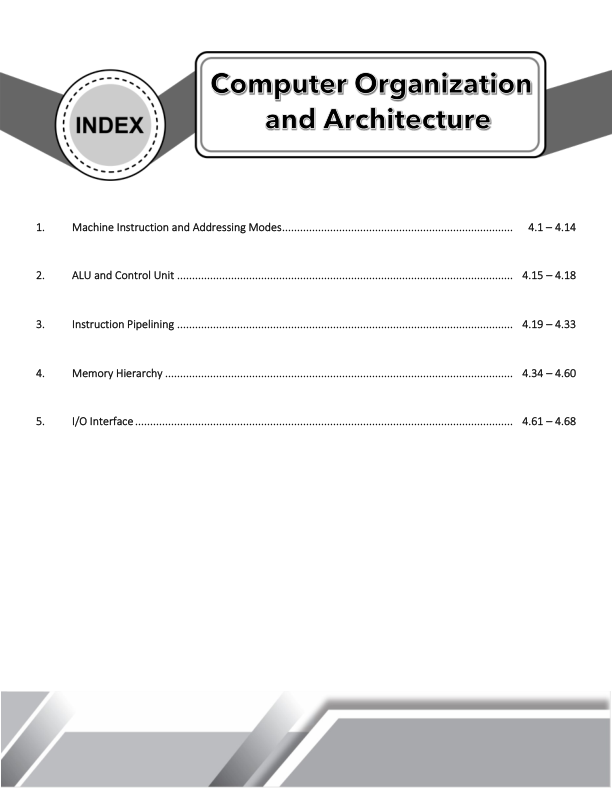 INDEX
Computer Organization
and Architecture
1. Machine Instruction and Addressing Modes............................................................................ 4.1 – 4.14
2. ALU and Control Unit ................................................................................................................ 4.15 – 4.18
3. Instruction Pipelining ................................................................................................................ 4.19 – 4.33
4. Memory Hierarchy .................................................................................................................... 4.34 – 4.60
5. I/O Interface .............................................................................................................................. 4.61 – 4.68